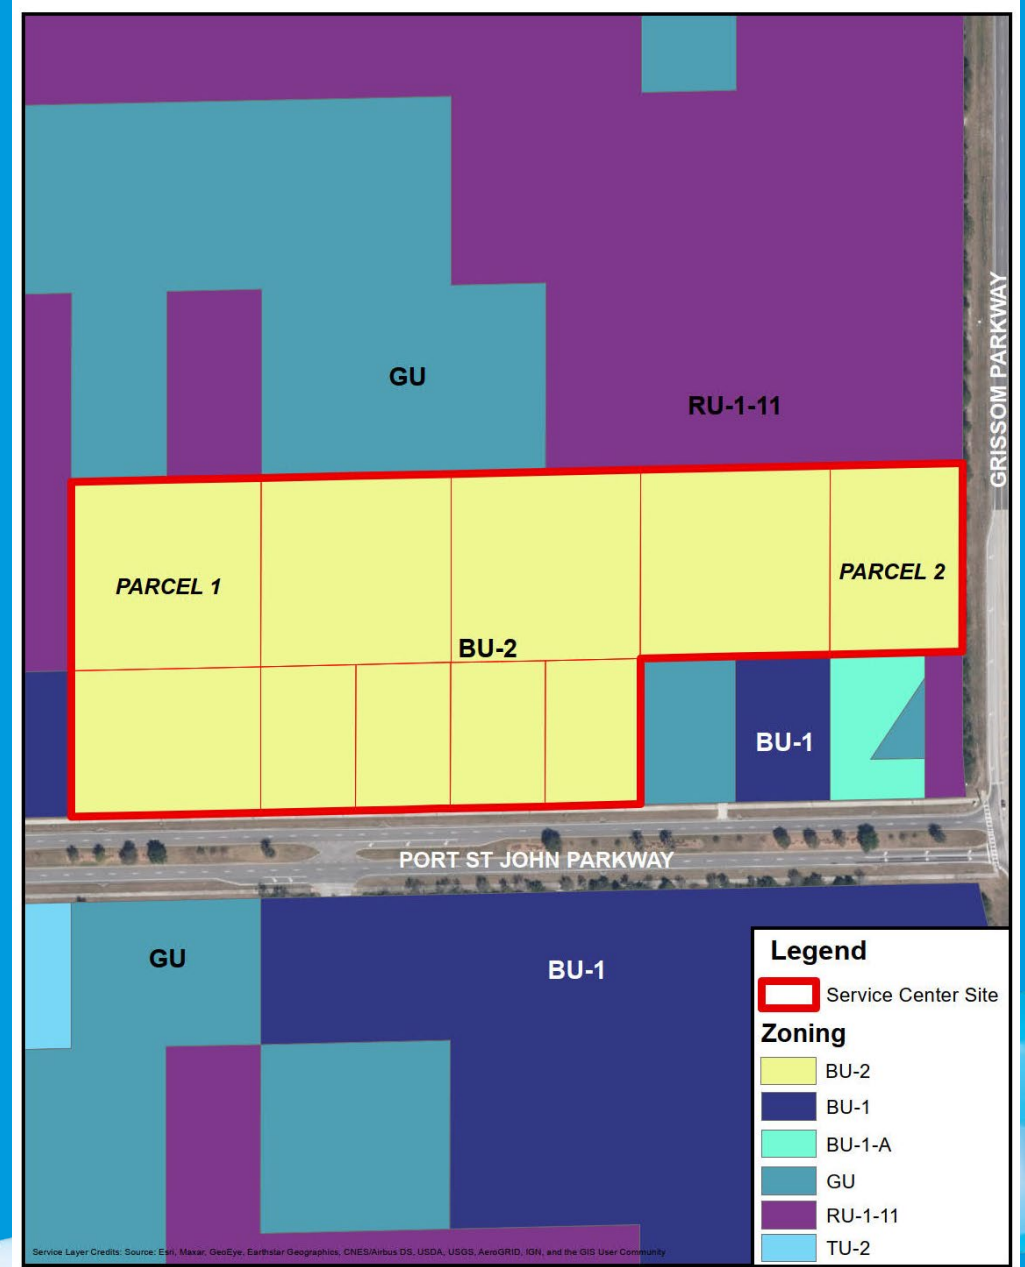 GU
RU-1-11
GRISSOM PARKWAY
PARCEL 1
PARCEL 2
BU-2
BU-1
PORT ST JOHN PARKWAY
GU
BU-1
Legend
Service Center Site
Zoning
BU-2
BU-1
BU-1-A
GU
RU-1-11
TU-2
Service Layer Credits: Source: Esri, Maxar, GeoEye, Earthstar Geographics, CNES/Airbus DS, USDA, USGS, AeroGRID, IGN, and the GIS User Community